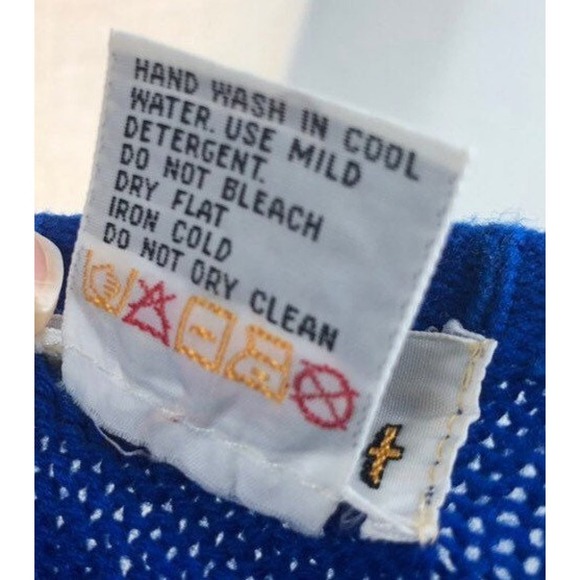 HAND WASH IN COOL
WATER. USE MILD
DETERGENT.
DO NOT BLEACH
DRY FLAT
IRON COLD
DO NOT DRY CLEAN